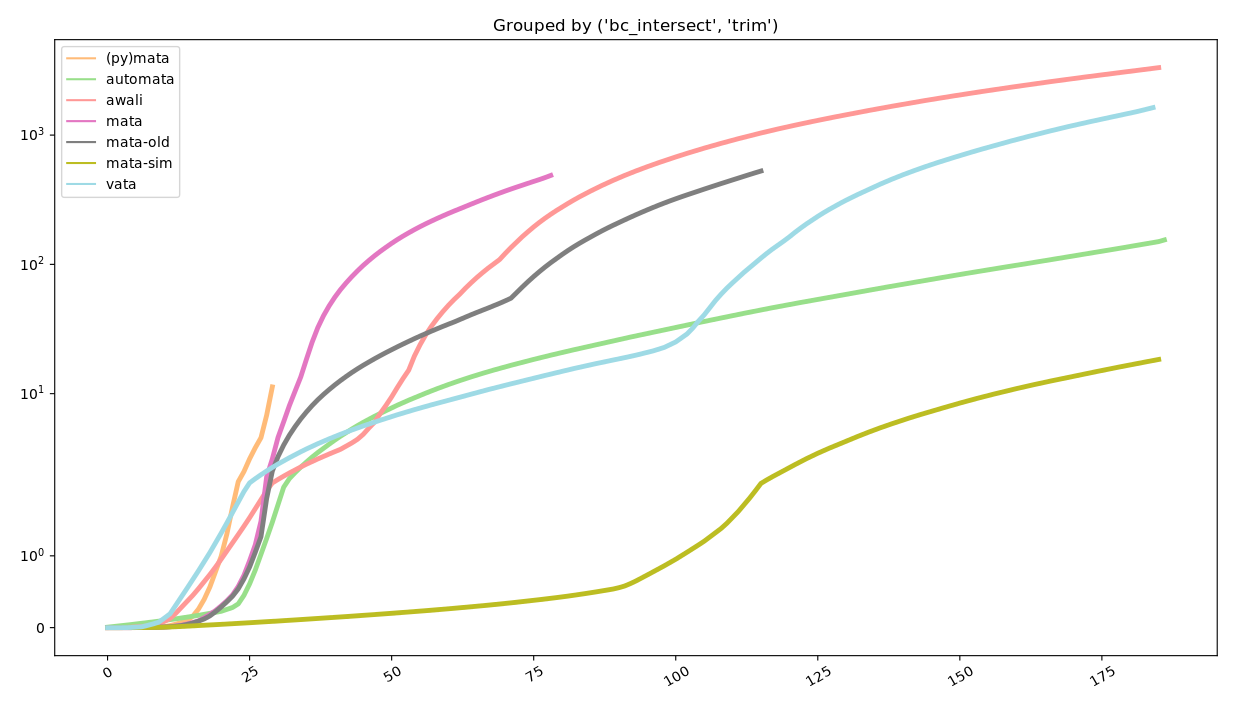 Grouped by ('bc_intersect', 'trim')
(py)mata
automata
awali
mata
mata-old
mata-sim
vata
10³
10²
10¹
10⁰
0
0
25
50
75
100
125
150
175